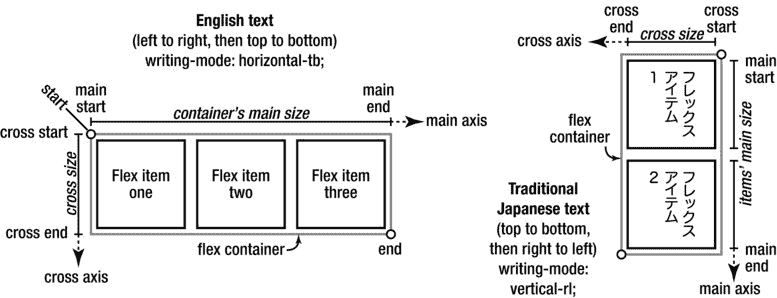 English text
(left to right, then top to bottom)
writing-mode: horizontal-tb;
start
main
start
main
end
container's main size
main axis
cross start
cross size
Flex item
one
Flex item
two
Flex item
three
cross end
flex container
end
cross axis
cross
end
cross
start
cross size
cross axis
main
start
フレックス
アイテム
1
flex
container
items' main size
フレックス
アイテム
2
Traditional
Japanese text
(top to bottom,
then right to left)
writing-mode:
vertical-rl;
main
end
main axis